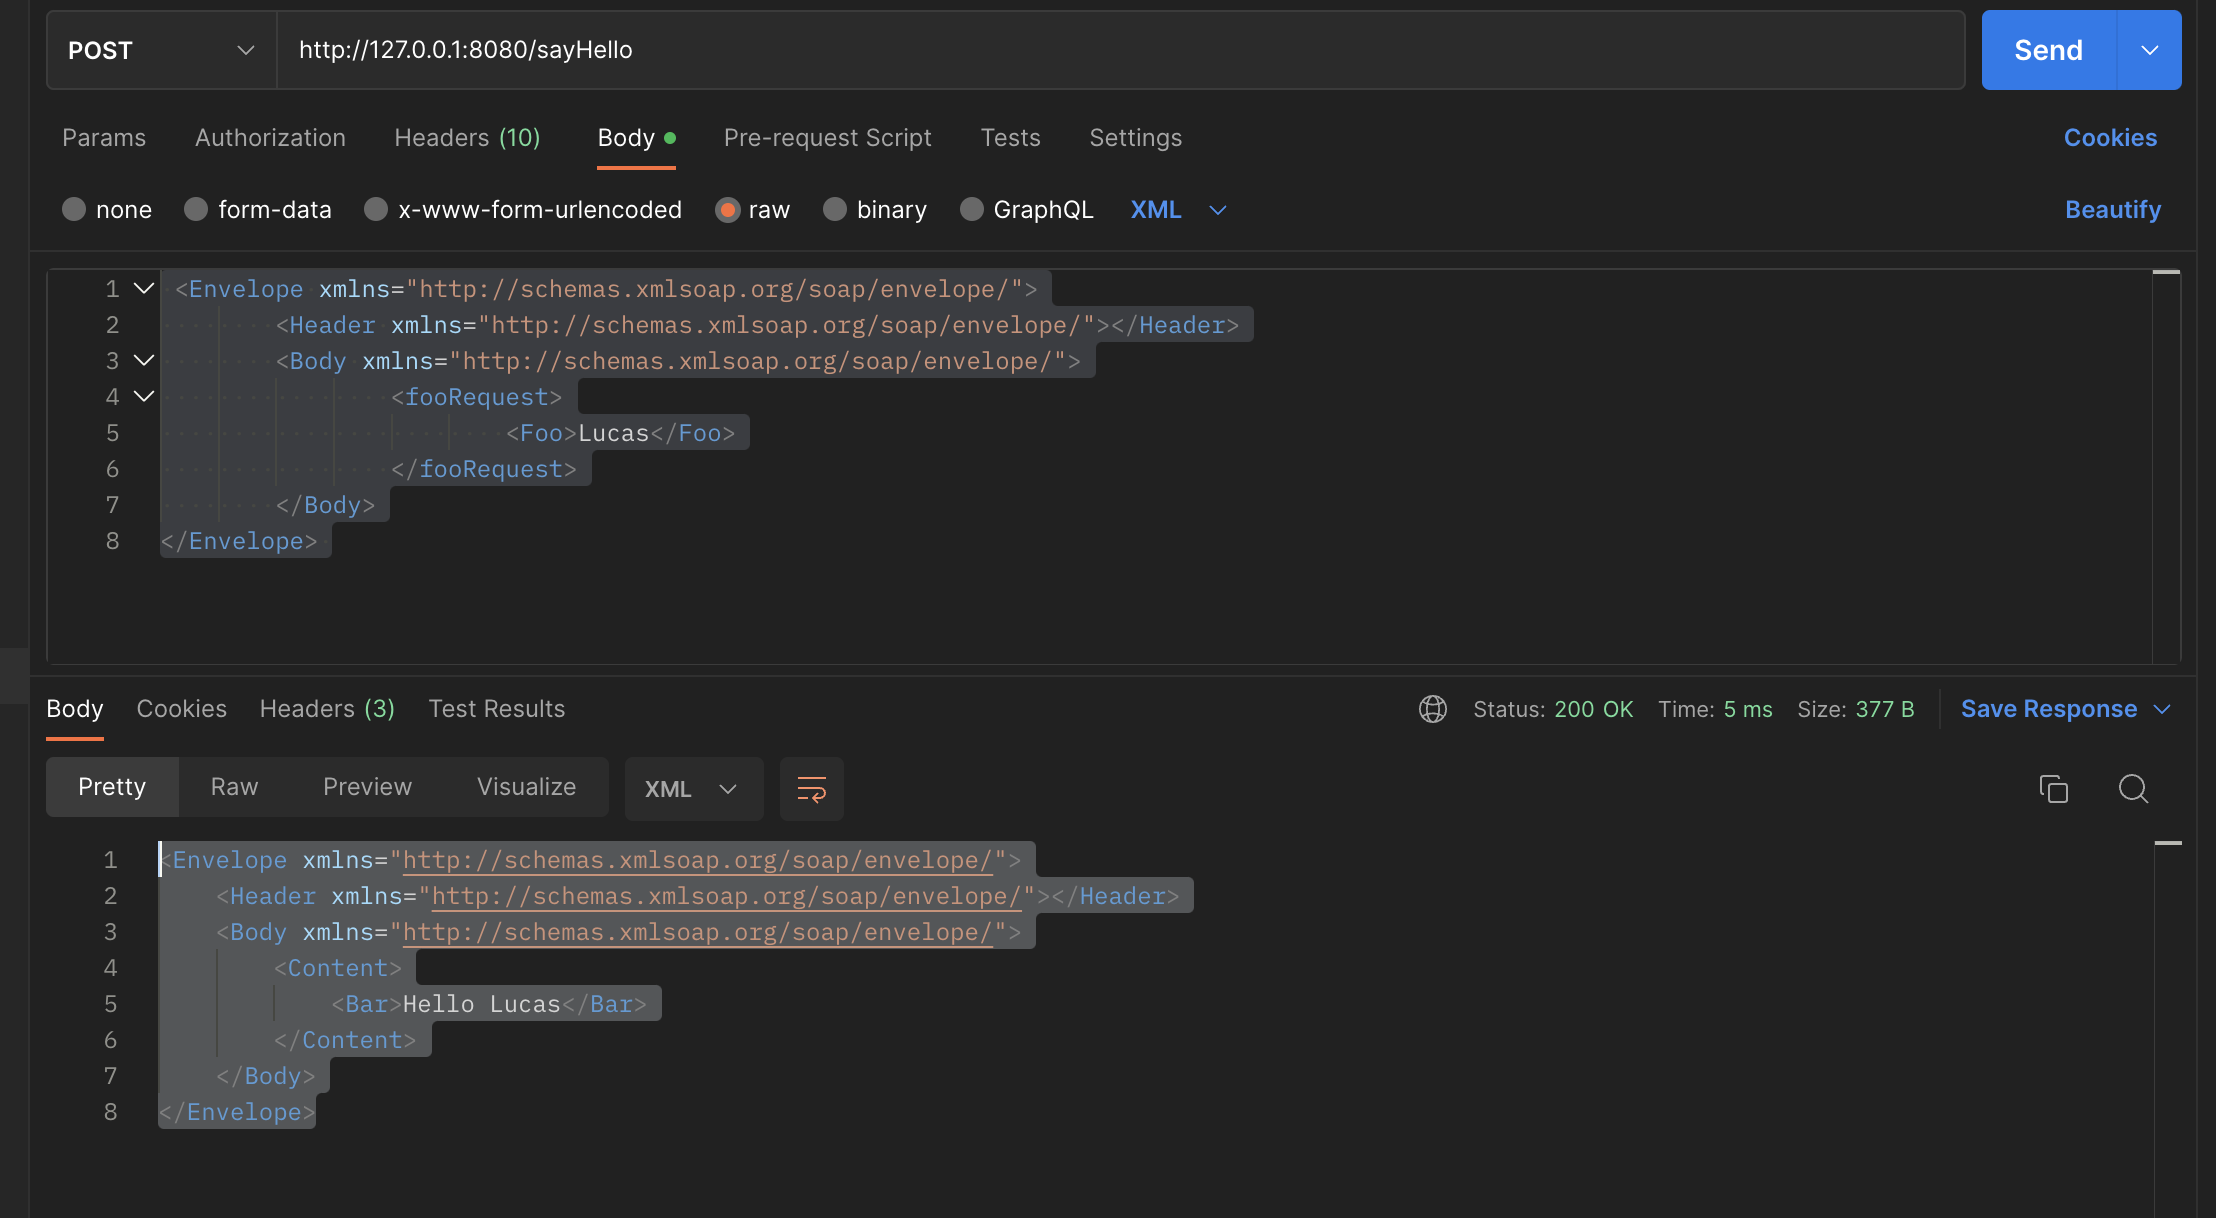 POST http://127.0.0.1:8080/sayHello Send
Params Authorization Headers (10) Body Pre-request Script Tests Settings Cookies
none form-data x-www-form-urlencoded raw binary GraphQL XML Beautify
1 <Envelope xmlns="http://schemas.xmlsoap.org/soap/envelope/">
2 <Header xmlns="http://schemas.xmlsoap.org/soap/envelope/"></Header>
3 <Body xmlns="http://schemas.xmlsoap.org/soap/envelope/">
4 <fooRequest>
5 <Foo>Lucas</Foo>
6 </fooRequest>
7 </Body>
8 </Envelope>
Body Cookies Headers (3) Test Results Status: 200 OK Time: 5 ms Size: 377 B Save Response
Pretty Raw Preview Visualize XML
1 <Envelope xmlns="http://schemas.xmlsoap.org/soap/envelope/">
2 <Header xmlns="http://schemas.xmlsoap.org/soap/envelope/"></Header>
3 <Body xmlns="http://schemas.xmlsoap.org/soap/envelope/">
4 <Content>
5 <Bar>Hello Lucas</Bar>
6 </Content>
7 </Body>
8 </Envelope>